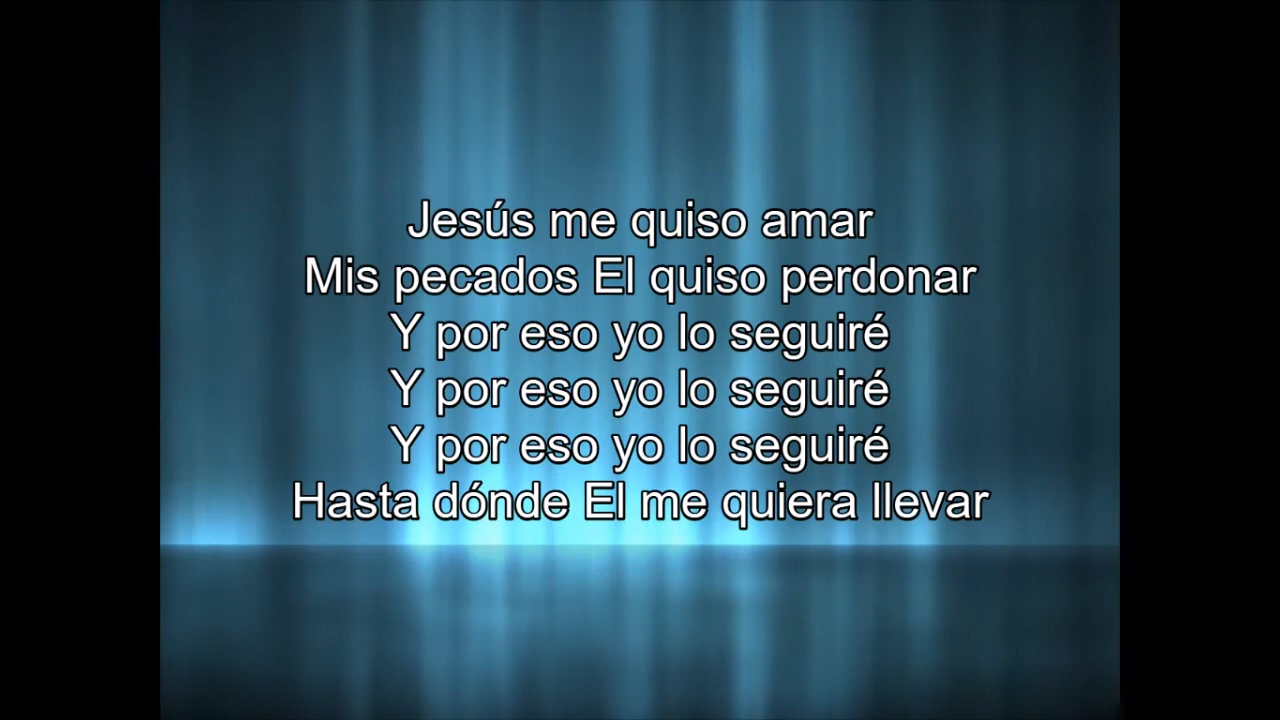 Jesús me quiso amar
Mis pecados El quiso perdonar
Y por eso yo lo seguiré
Y por eso yo lo seguiré
Y por eso yo lo seguiré
Hasta dónde El me quiera llevar